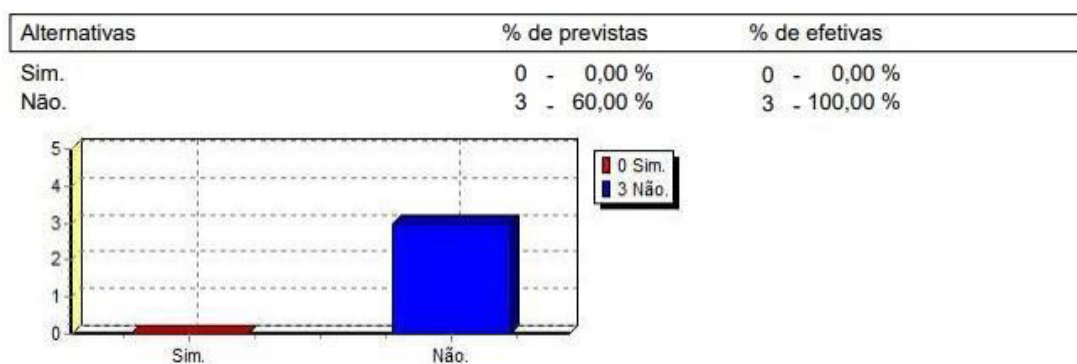 Alternativas % de previstas % de efetivas
Sim. 0 - 0,00 % 0 - 0,00 %
Não. 3 - 60,00 % 3 - 100,00 %
5
4
3
2
1
0
Sim. Não.
0 Sim.
3 Não.